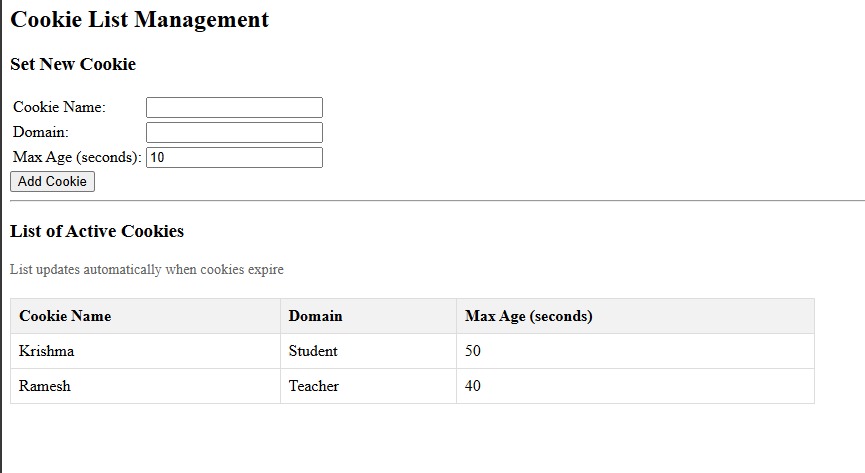 Cookie List Management
Set New Cookie
Cookie Name:
Domain:
Max Age (seconds): 10
Add Cookie
List of Active Cookies
List updates automatically when cookies expire
Cookie Name Domain Max Age (seconds)
Krishma Student 50
Ramesh Teacher 40